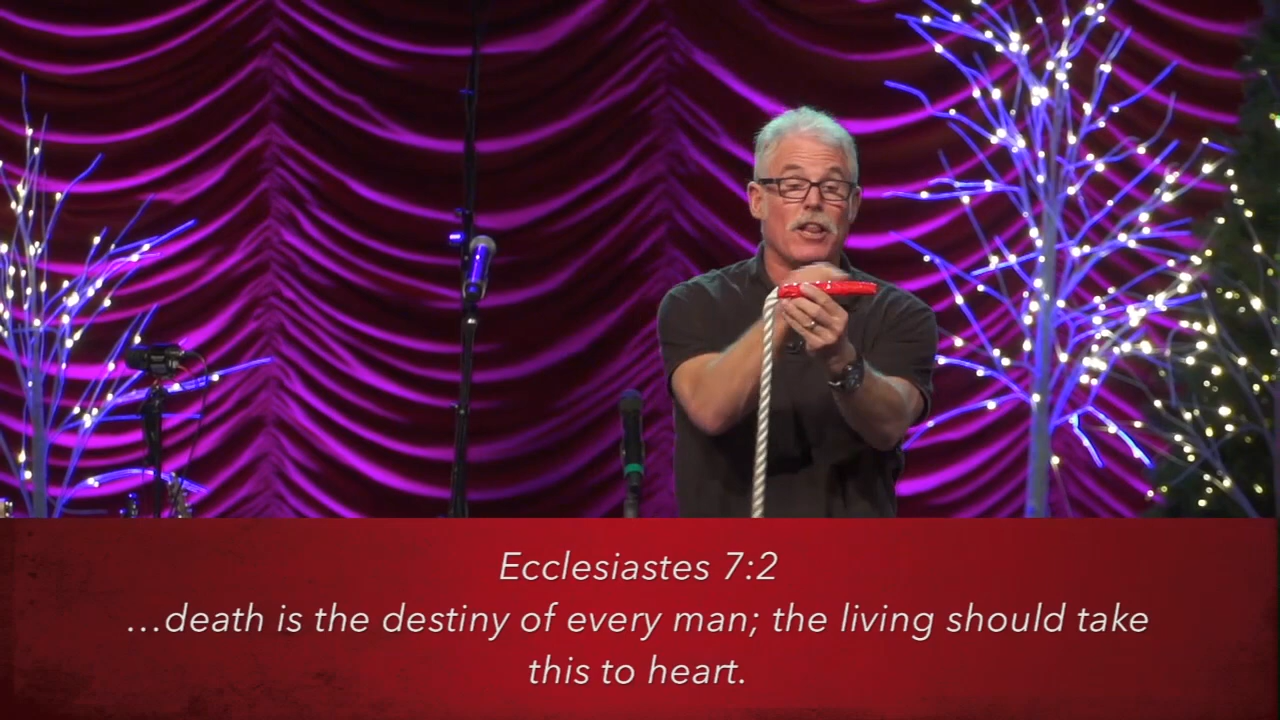 Ecclesiastes 7:2
…death is the destiny of every man; the living should take
this to heart.